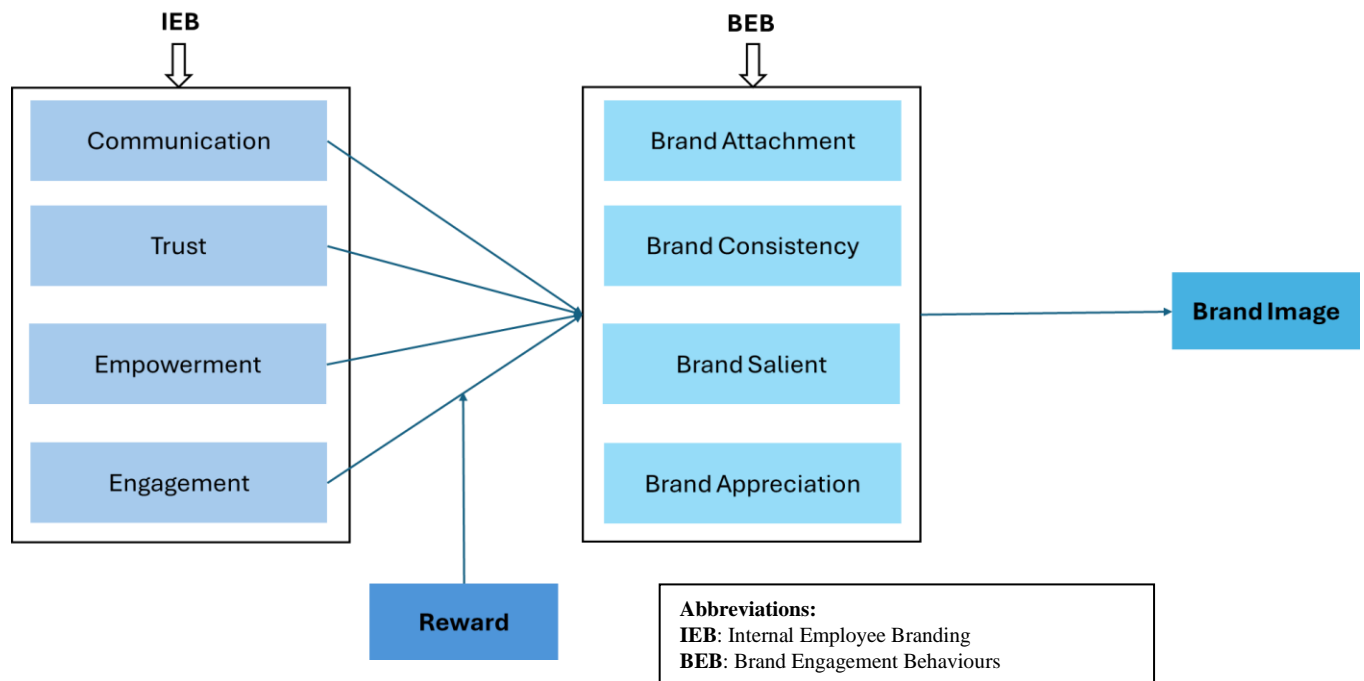 IEB
BEB
Communication
Trust
Empowerment
Engagement
Brand Attachment
Brand Consistency
Brand Salient
Brand Appreciation
Brand Image
Reward
Abbreviations:
IEB: Internal Employee Branding
BEB: Brand Engagement Behaviours